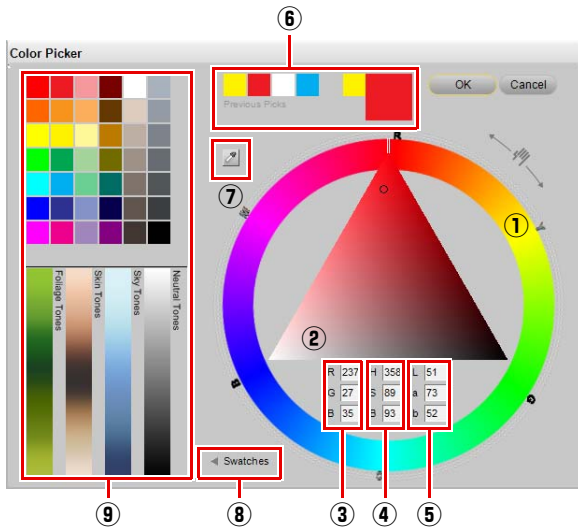 ⑥
Color Picker
Previous Picks
OK Cancel
R
⑦
M
①
Y
Foliage Tones
Skin Tones
Sky Tones
Neutral Tones
②
B
G
R 237 H 358 L 51
G 27 S 89 a 73
B 35 B 93 b 52
Swatches
C
⑨ ⑧ ③ ④ ⑤